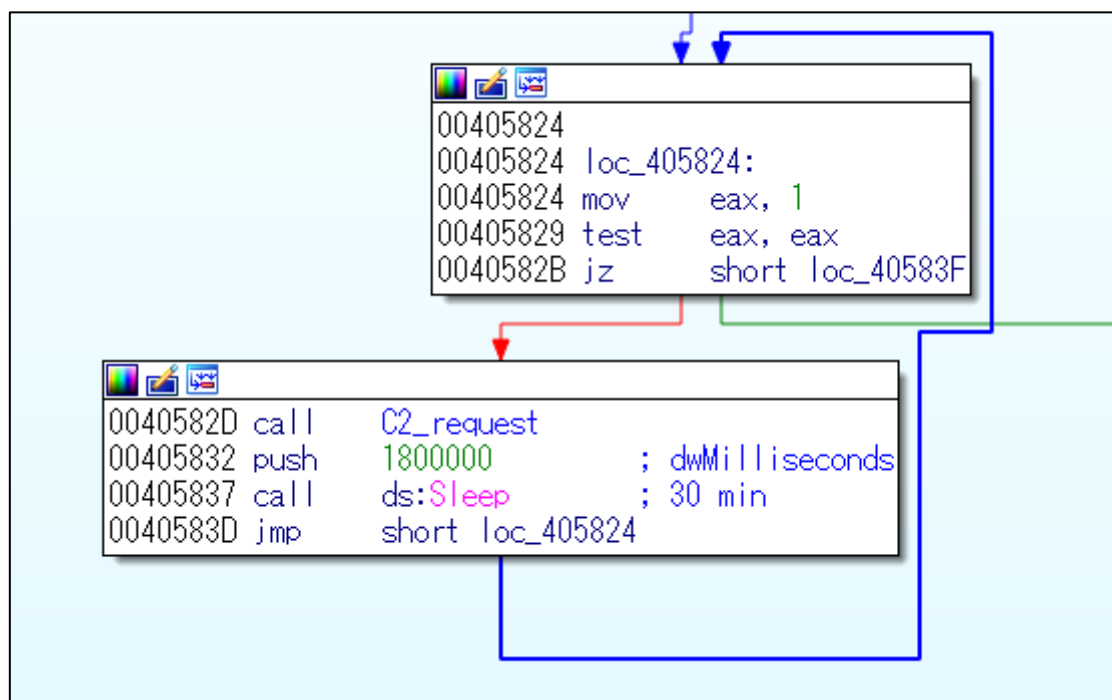 00405824
00405824 loc_405824:
00405824 mov eax, 1
00405829 test eax, eax
0040582B jz short loc_40583F
0040582D call C2_request
00405832 push 1800000 ; dwMilliseconds
00405837 call ds:Sleep ; 30 min
0040583D jmp short loc_405824